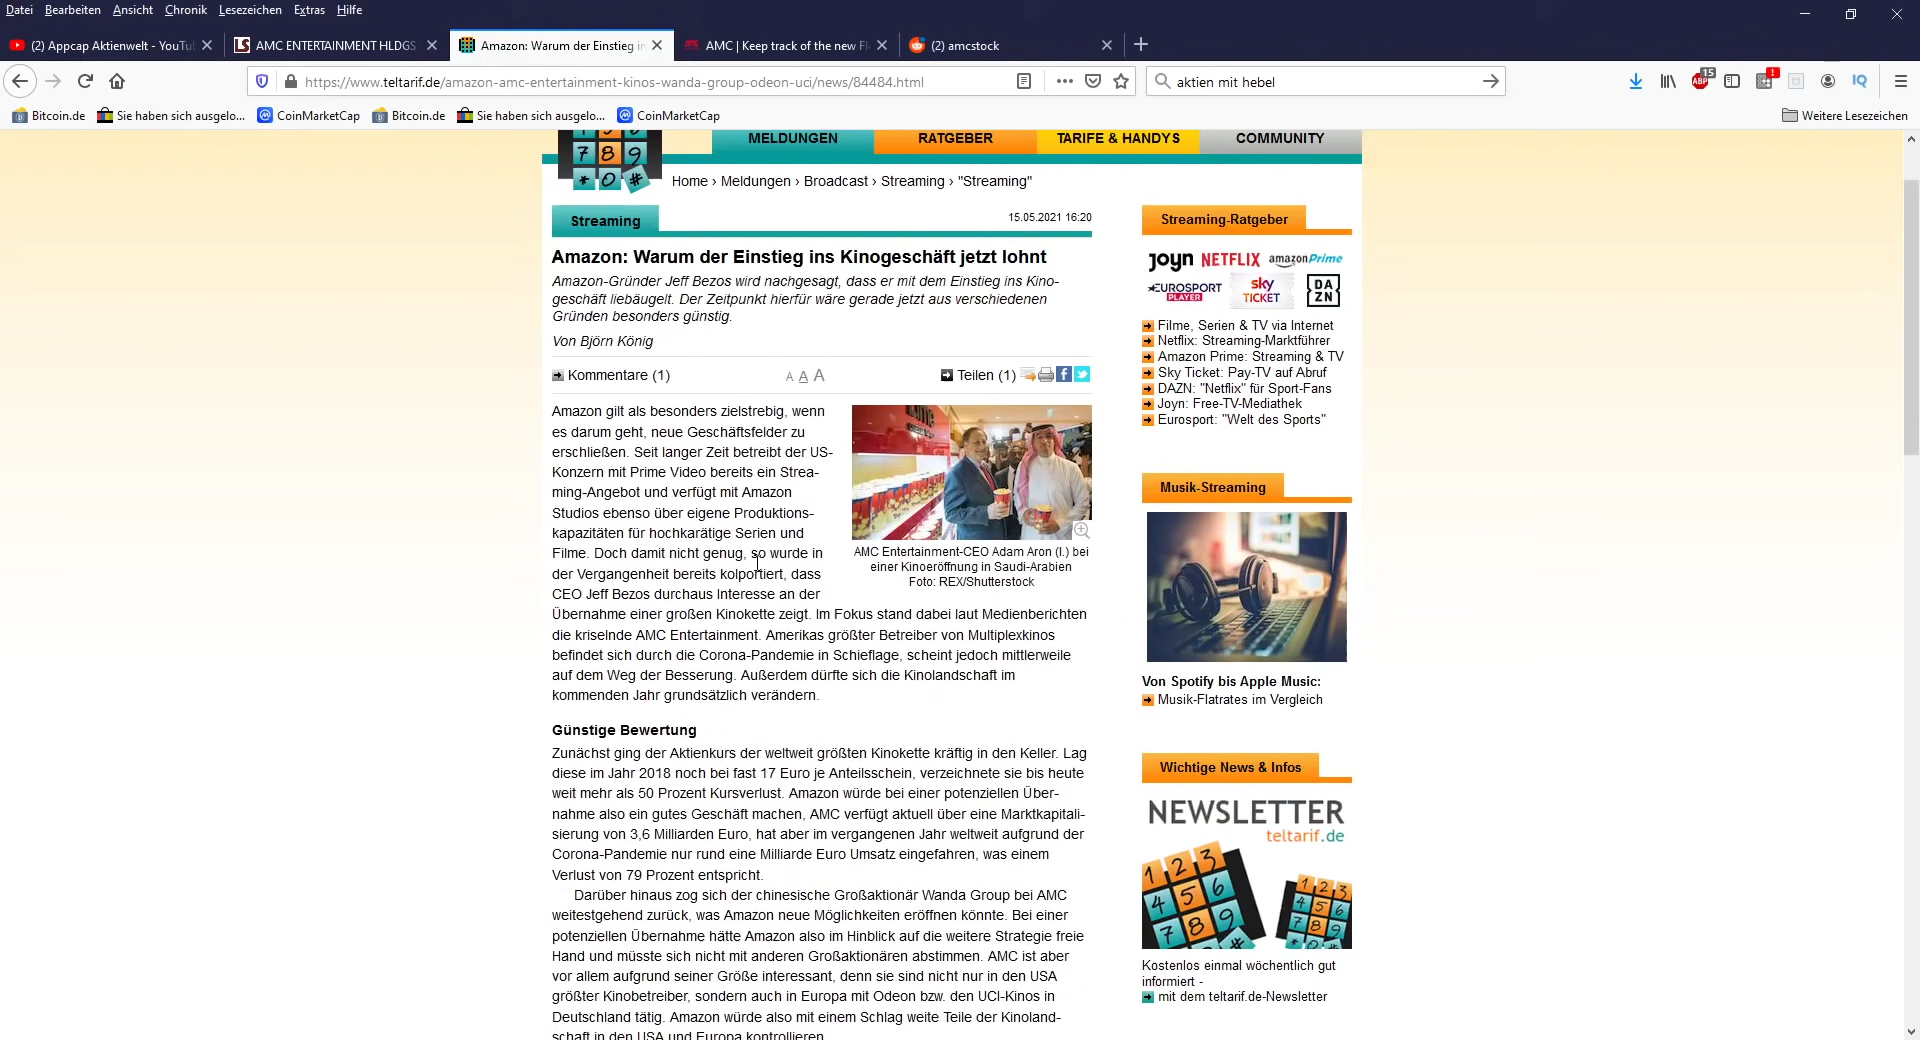 Datei Bearbeiten Ansicht Chronik Lesezeichen Extras Hilfe
(2) Appcap Aktienwelt - YouTu
AMC ENTERTAINMENT HLDGS
Amazon: Warum der Einstieg in
AMC | Keep track of the new Fl
(2) amcstock
https://www.teltarif.de/amazon-amc-entertainment-kinos-wanda-group-odeon-uci/news/84484.html
aktien mit hebel
ABP 15
IQ
Bitcoin.de Sie haben sich ausgelo... CoinMarketCap Bitcoin.de Sie haben sich ausgelo... CoinMarketCap Weitere Lesezeichen
MELDUNGEN RATGEBER TARIFE & HANDYS COMMUNITY
7 8 9
* 0 #
Home › Meldungen › Broadcast › Streaming › "Streaming"
Streaming
15.05.2021 16:20
Amazon: Warum der Einstieg ins Kinogeschäft jetzt lohnt
Amazon-Gründer Jeff Bezos wird nachgesagt, dass er mit dem Einstieg ins Kino-
geschäft liebäugelt. Der Zeitpunkt hierfür wäre gerade jetzt aus verschiedenen
Gründen besonders günstig.
Von Björn König
Kommentare (1) A A A Teilen (1)
Amazon gilt als besonders zielstrebig, wenn
es darum geht, neue Geschäftsfelder zu
erschließen. Seit langer Zeit betreibt der US-
Konzern mit Prime Video bereits ein Strea-
ming-Angebot und verfügt mit Amazon
Studios ebenso über eigene Produktions-
kapazitäten für hochkarätige Serien und
Filme. Doch damit nicht genug, so wurde in
der Vergangenheit bereits kolportiert, dass
CEO Jeff Bezos durchaus Interesse an der
Übernahme einer großen Kinokette zeigt. Im Fokus stand dabei laut Medienberichten
die kriselnde AMC Entertainment. Amerikas größter Betreiber von Multiplexkinos
befindet sich durch die Corona-Pandemie in Schieflage, scheint jedoch mittlerweile
auf dem Weg der Besserung. Außerdem dürfte sich die Kinolandschaft im
kommenden Jahr grundsätzlich verändern.
AMC Entertainment-CEO Adam Aron (l.) bei
einer Kinoeröffnung in Saudi-Arabien
Foto: REX/Shutterstock
Günstige Bewertung
Zunächst ging der Aktienkurs der weltweit größten Kinokette kräftig in den Keller. Lag
diese im Jahr 2018 noch bei fast 17 Euro je Anteilsschein, verzeichnete sie bis heute
weit mehr als 50 Prozent Kursverlust. Amazon würde bei einer potenziellen Über-
nahme also ein gutes Geschäft machen, AMC verfügt aktuell über eine Marktkapitali-
sierung von 3,6 Milliarden Euro, hat aber im vergangenen Jahr weltweit aufgrund der
Corona-Pandemie nur rund eine Milliarde Euro Umsatz eingefahren, was einem
Verlust von 79 Prozent entspricht.
Darüber hinaus zog sich der chinesische Großaktionär Wanda Group bei AMC
weitestgehend zurück, was Amazon neue Möglichkeiten eröffnen könnte. Bei einer
potenziellen Übernahme hätte Amazon also im Hinblick auf die weitere Strategie freie
Hand und müsste sich nicht mit anderen Großaktionären abstimmen. AMC ist aber
vor allem aufgrund seiner Größe interessant, denn sie sind nicht nur in den USA
größter Kinobetreiber, sondern auch in Europa mit Odeon bzw. den UCI-Kinos in
Deutschland tätig. Amazon würde also mit einem Schlag weite Teile der Kinoland-
schaft in den USA und Europa kontrollieren.
Streaming-Ratgeber
joyn NETFLIX amazonPrime
EUROSPORT PLAYER sky TICKET DAZN
Filme, Serien & TV via Internet
Netflix: Streaming-Marktführer
Amazon Prime: Streaming & TV
Sky Ticket: Pay-TV auf Abruf
DAZN: "Netflix" für Sport-Fans
Joyn: Free-TV-Mediathek
Eurosport: "Welt des Sports"
Musik-Streaming
Von Spotify bis Apple Music:
Musik-Flatrates im Vergleich
Wichtige News & Infos
NEWSLETTER
teltarif.de
1 2 3
4 5 6
7 8 9
Kostenlos einmal wöchentlich gut
informiert -
mit dem teltarif.de-Newsletter